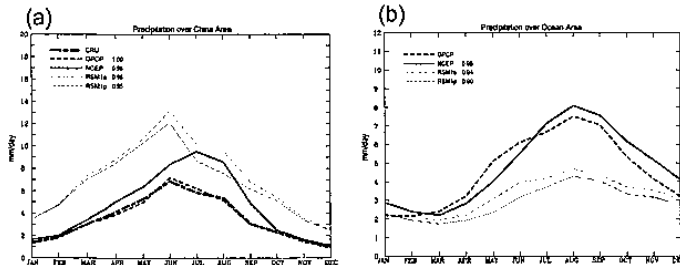 (a)
Precipitation over China Area
20
18
16
14
12
10
8
6
4
2
0
mm/day
CRU
GPCP 1.00
NCEP 0.96
RSM1a 0.96
RSM1p 0.95
JAN FEB MAR APR MAY JUN JUL AUG SEP OCT NOV DEC
(b)
Precipitation over Ocean Area
12
11
10
9
8
7
6
5
4
3
2
1
0
mm/day
GPCP
NCEP 0.95
RSM1a 0.94
RSM1p 0.90
JAN FEB MAR APR MAY JUN JUL AUG SEP OCT NOV DEC